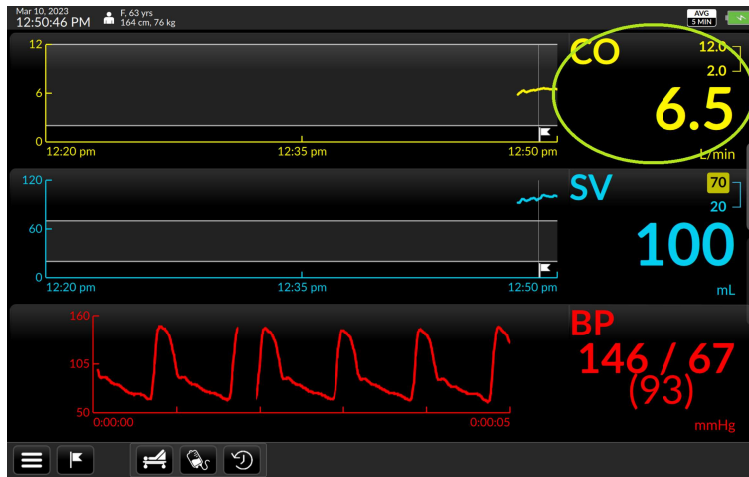 Mar 10, 2023
12:50:46 PM
F, 63 yrs
164 cm, 76 kg
AVG
5 MIN
12
6
0
12:20 pm
12:35 pm
12:50 pm
CO
12.0
2.0
6.5
L/min
120
60
0
12:20 pm
12:35 pm
12:50 pm
SV
70
20
100
mL
160
105
50
0:00:00
0:00:05
BP
146 / 67
(93)
mmHg